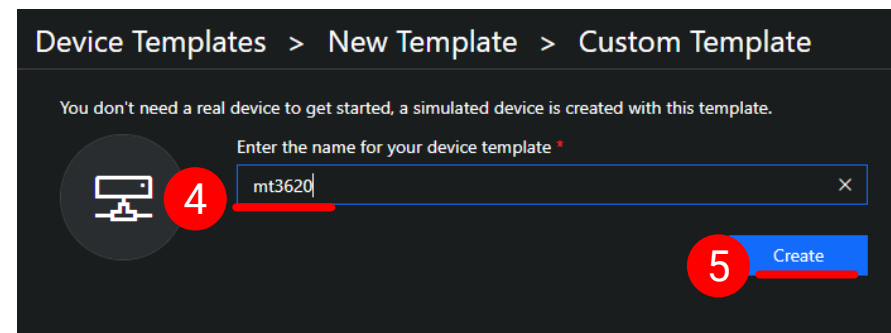 Device Templates > New Template > Custom Template
You don't need a real device to get started, a simulated device is created with this template.
Enter the name for your device template *
4 mt3620 ×
5 Create